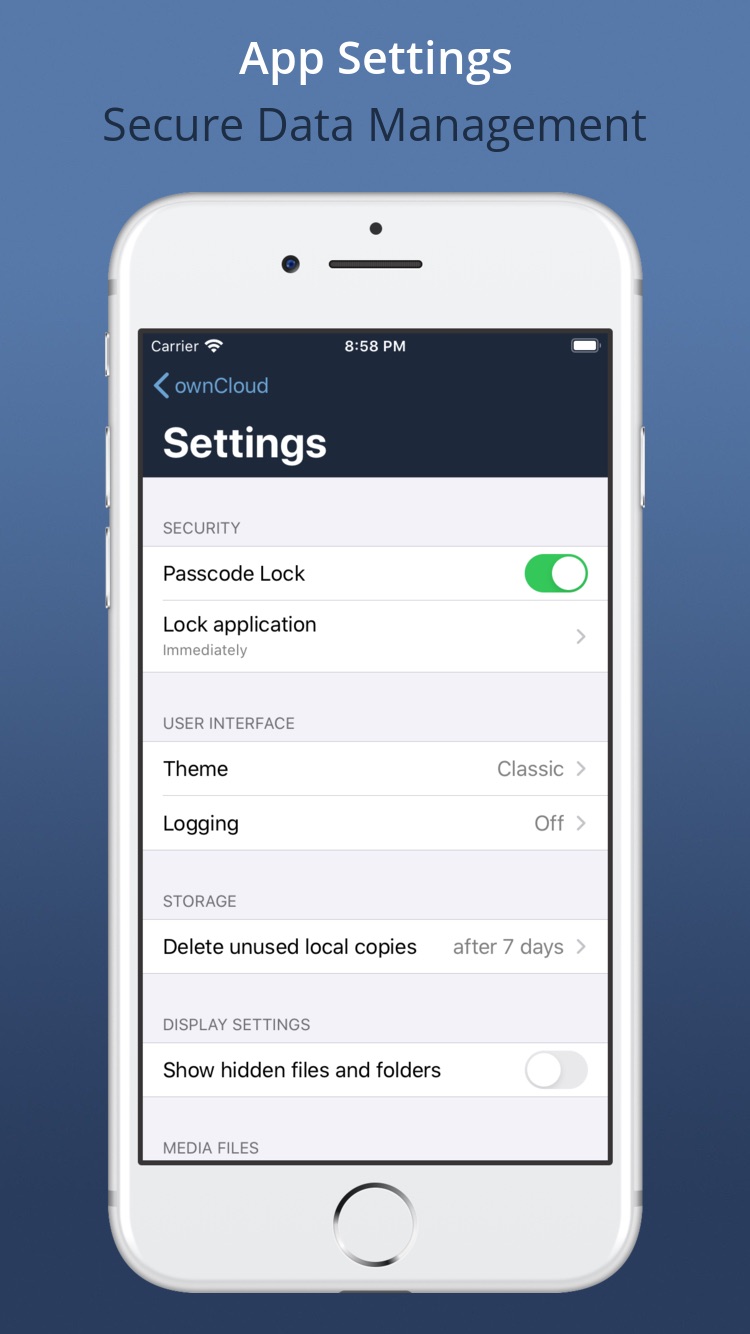 App Settings
Secure Data Management
Carrier 8:58 PM
ownCloud
Settings
SECURITY
Passcode Lock
Lock application
Immediately
USER INTERFACE
Theme Classic
Logging Off
STORAGE
Delete unused local copies after 7 days
DISPLAY SETTINGS
Show hidden files and folders
MEDIA FILES